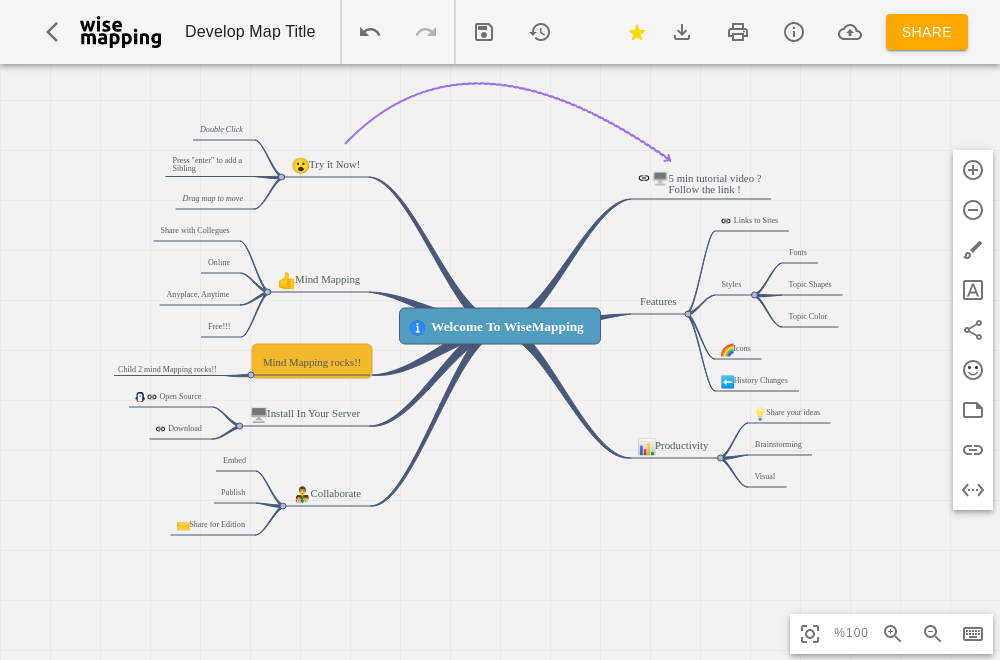 wise
mapping
Develop Map Title
SHARE
Double Click
Press "enter" to add a
Sibling
Drag map to move
Try it Now!
5 min tutorial video ?
Follow the link !
Share with Collegues
Online
Anyplace, Anytime
Free!!!
Mind Mapping
Links to Sites
Fonts
Styles
Topic Shapes
Topic Color
Features
Icons
History Changes
Welcome To WiseMapping
Mind Mapping rocks!!
Child 2 mind Mapping rocks!!
Open Source
Download
Install In Your Server
Share your ideas
Brainstorming
Visual
Productivity
Embed
Publish
Share for Edition
Collaborate
%100